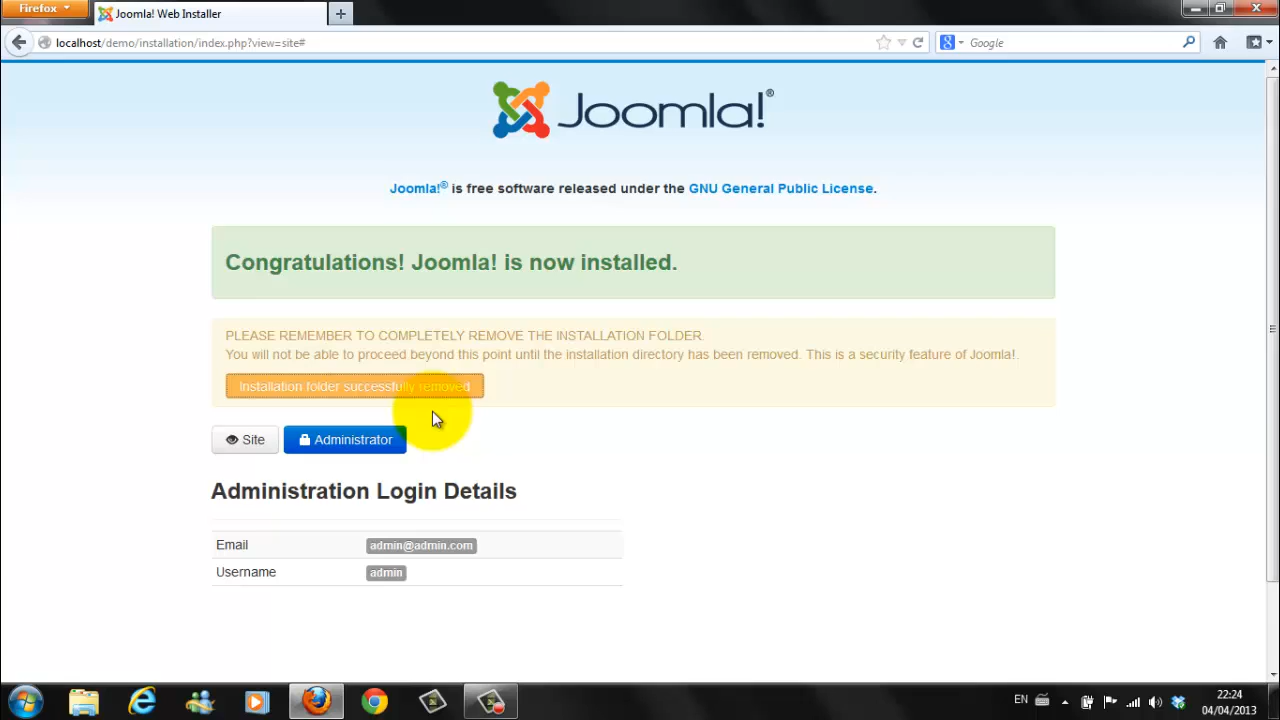 Firefox
Joomla! Web Installer
localhost/demo/installation/index.php?view=site#
Google
Joomla!®
Joomla!® is free software released under the GNU General Public License.
Congratulations! Joomla! is now installed.
PLEASE REMEMBER TO COMPLETELY REMOVE THE INSTALLATION FOLDER.
You will not be able to proceed beyond this point until the installation directory has been removed. This is a security feature of Joomla!.
Installation folder successfully removed
Site
Administrator
Administration Login Details
Email admin@admin.com
Username admin
EN
22:24
04/04/2013